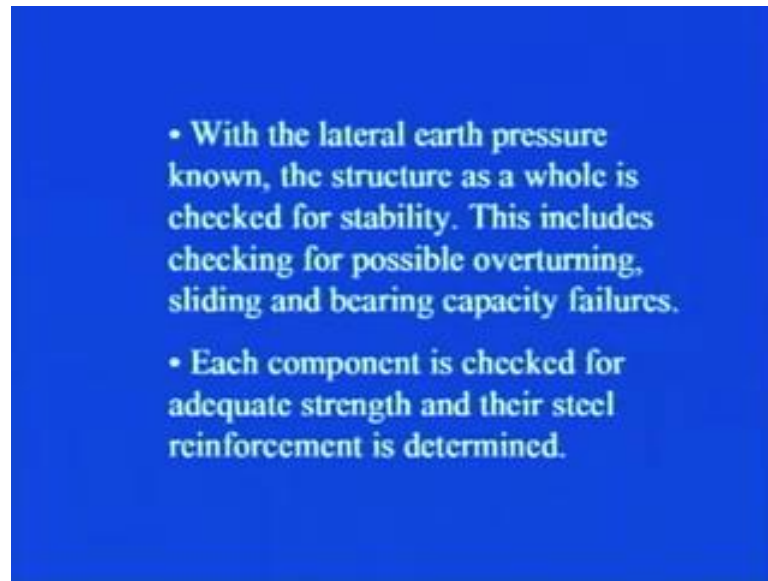 • With the lateral earth pressure
known, the structure as a whole is
checked for stability. This includes
checking for possible overturning,
sliding and bearing capacity failures.
• Each component is checked for
adequate strength and their steel
reinforcement is determined.